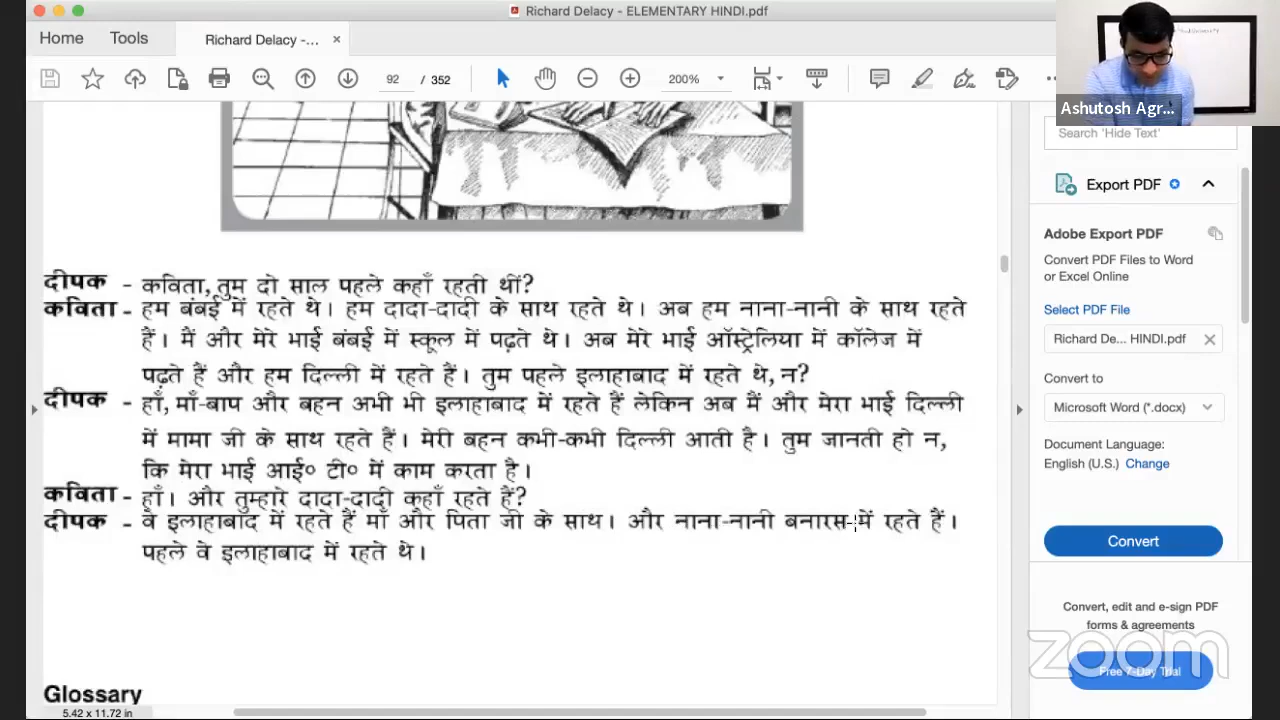 Richard Delacy - ELEMENTARY HINDI.pdf
Home Tools Richard Delacy -... ×
92 / 352 200%
Ashutosh Agr...
Search 'Hide Text'
Export PDF
Adobe Export PDF
Convert PDF Files to Word
or Excel Online
Select PDF File
Richard De... HINDI.pdf
Convert to
Microsoft Word (*.docx)
Document Language:
English (U.S.) Change
Convert
Convert, edit and e-sign PDF
forms & agreements
Free 7-Day Trial
zoom
दीपक - कविता, तुम दो साल पहले कहाँ रहती थीं?
कविता - हम बंबई में रहते थे। हम दादा-दादी के साथ रहते थे। अब हम नाना-नानी के साथ रहते
हैं। मैं और मेरे भाई बंबई में स्कूल में पढ़ते थे। अब मेरे भाई ऑस्ट्रेलिया में कॉलेज में
पढ़ते हैं और हम दिल्ली में रहते हैं। तुम पहले इलाहाबाद में रहते थे, न?
दीपक - हाँ, माँ-बाप और बहन अभी भी इलाहाबाद में रहते हैं लेकिन अब मैं और मेरा भाई दिल्ली
में मामा जी के साथ रहते हैं। मेरी बहन कभी-कभी दिल्ली आती है। तुम जानती हो न,
कि मेरा भाई आई० टी० में काम करता है।
कविता - हाँ। और तुम्हारे दादा-दादी कहाँ रहते हैं?
दीपक - वे इलाहाबाद में रहते हैं माँ और पिता जी के साथ। और नाना-नानी बनारस में रहते हैं।
पहले वे इलाहाबाद में रहते थे।
Glossary
5.42 x 11.72 in